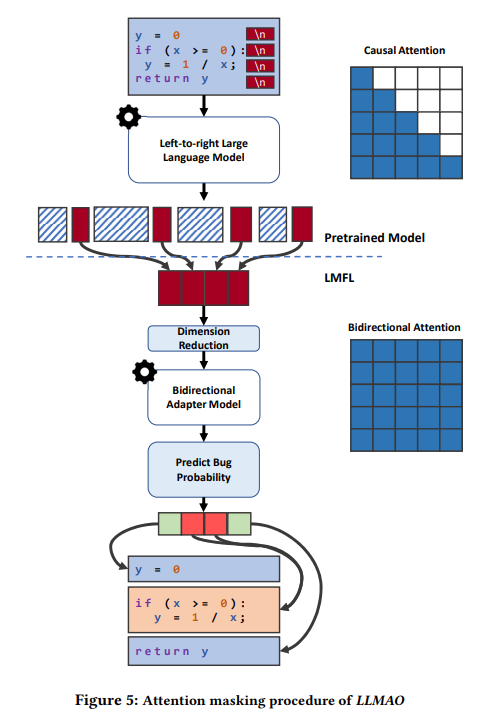 y = 0
if (x >= 0):
y = 1 / x;
return y
\n
\n
\n
\n
Causal Attention
Left-to-right Large
Language Model
Pretrained Model
LMFL
Dimension
Reduction
Bidirectional Attention
Bidirectional
Adapter Model
Predict Bug
Probability
y = 0
if (x >= 0):
y = 1 / x;
return y
Figure 5: Attention masking procedure of LLMAO